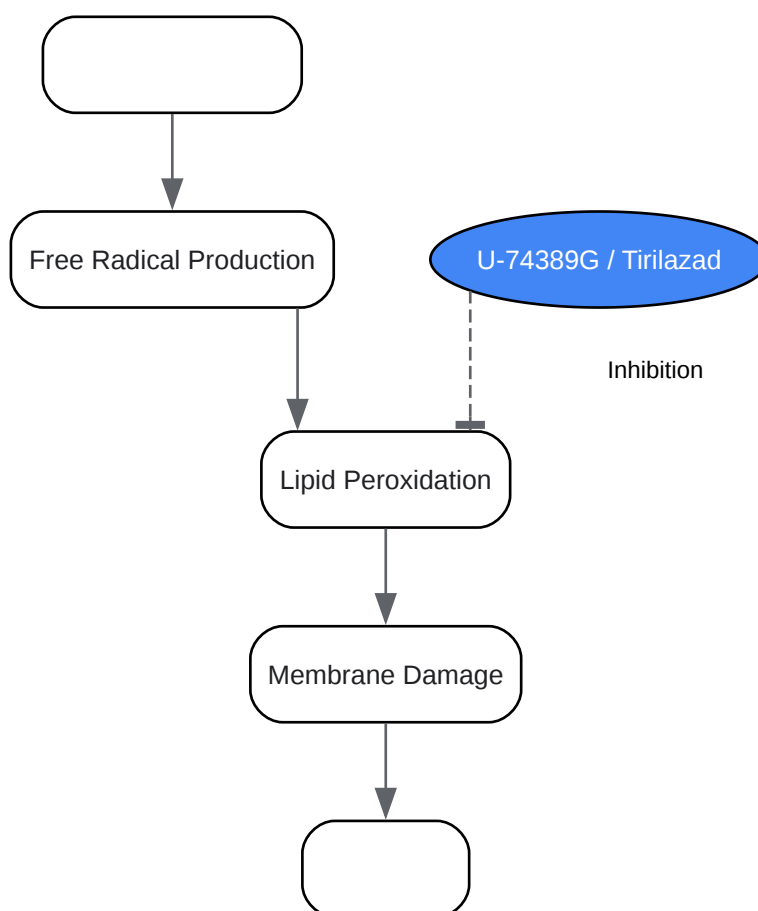 Free Radical Production
U-74389G / Tirilazad
Inhibition
Lipid Peroxidation
Membrane Damage